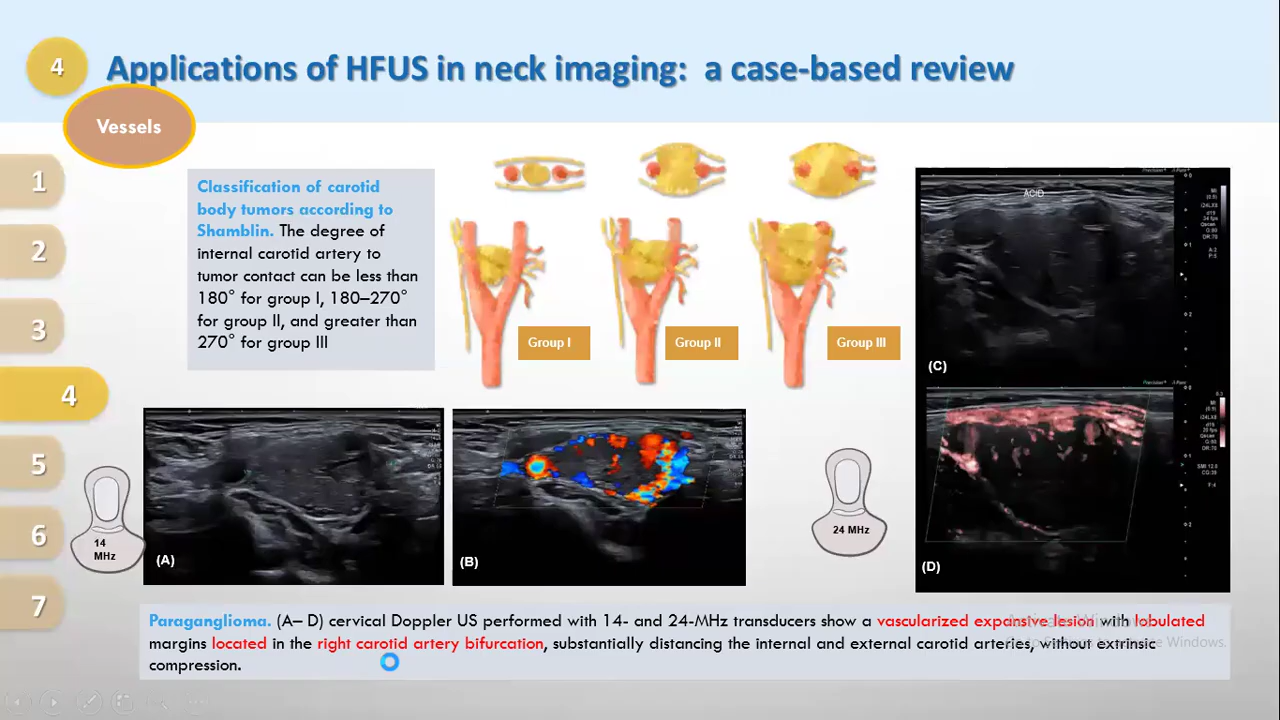 4
Applications of HFUS in neck imaging:  a case-based review
Vessels
1
2
3
4
5
6
7
Classification of carotid
body tumors according to
Shamblin. The degree of
internal carotid artery to
tumor contact can be less than
180° for group I, 180–270°
for group II, and greater than
270° for group III
Group I
Group II
Group III
ACID
(C)
(D)
14
MHz
(A)
(B)
24 MHz
Paraganglioma. (A– D) cervical Doppler US performed with 14- and 24-MHz transducers show a vascularized expansive lesion with lobulated
margins located in the right carotid artery bifurcation, substantially distancing the internal and external carotid arteries, without extrinsic
compression.